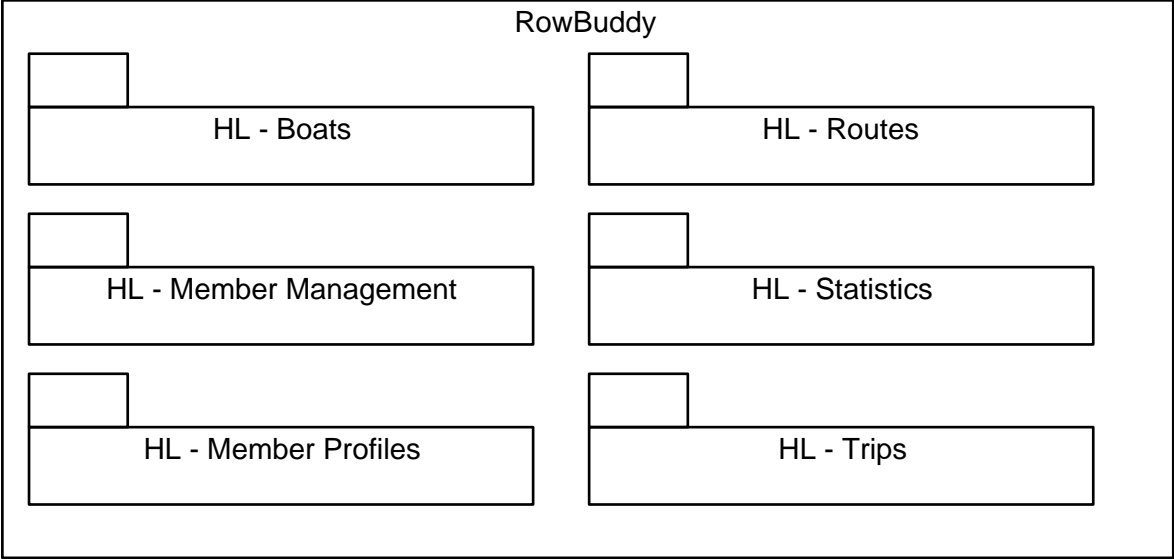 RowBuddy
HL - Boats
HL - Routes
HL - Member Management
HL - Statistics
HL - Member Profiles
HL - Trips